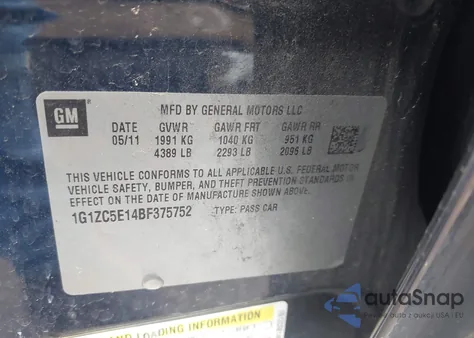 MFD BY GENERAL MOTORS LLC
GM
DATE GVWR GAWR FRT GAWR RR
05/11 1991 KG 1040 KG 951 KG
4389 LB 2293 LB 2096 LB
THIS VEHICLE CONFORMS TO ALL APPLICABLE U.S. FEDERAL MOTOR
VEHICLE SAFETY, BUMPER, AND THEFT PREVENTION STANDARDS IN
EFFECT ON THE DATE OF MANUFACTURE SHOWN ABOVE.
1G1ZC5E14BF375752 TYPE: PASS CAR
AND LOADING INFORMATION
autoSnap